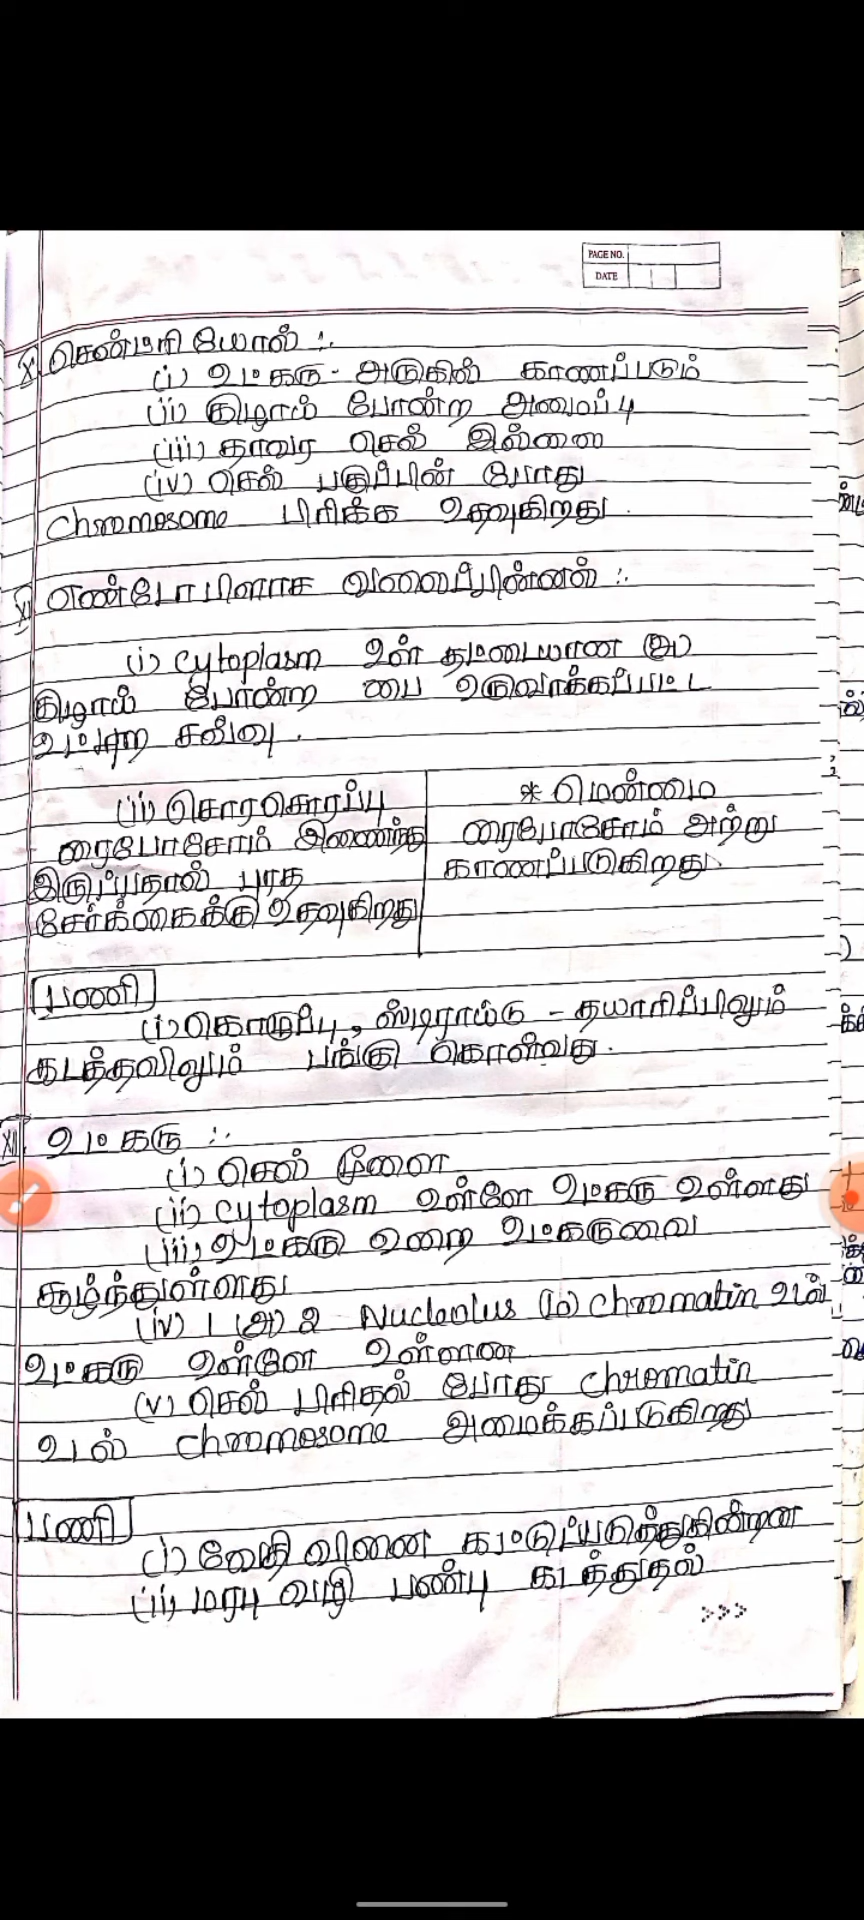 PAGE NO.
DATE
X) சென்ட்ரியோல் :.
(i) உட்கரு - அருகில் காணப்படும்
(ii) குழாய் போன்ற அமைப்பு
(iii) தாவர செல் இல்லை
(iv) செல் பகுப்பின் போது
Chromosome பிரிக்க உதவுகிறது.
XI) எண்டோபிளாச வலைப்பின்னல் :.
(i) Cytoplasm உள் தட்டையான (அ)
குழாய் போன்ற பை உருவாக்கப்பட்ட
உட்புற சவ்வு.
(ii) சொரசொரப்பு
ரைபோசோம் இணைந்து
இருப்பதால் புரத
சேர்க்கைக்கு உதவுகிறது
* மென்மை
ரைபோசோம் அற்று
காணப்படுகிறது.
பணி
(i) கொழுப்பு, ஸ்டிராய்டு - தயாரிப்பிலும்
கடத்தலிலும் பங்கு கொள்வது.
XII) உட்கரு :.
(i) செல் மூளை
(ii) Cytoplasm உள்ளே உட்கரு உள்ளது
(iii) உட்கரு உறை உட்கருவை
சூழ்ந்துள்ளது
(iv) 1 (அ) 2 Nucleolus (ம) Chromatin உடல்
உட்கரு உள்ளே உள்ளன
(v) செல் பிரிதல் போது Chromatin
உடல் Chromosome அமைக்கப்படுகிறது
பணி
(i) வேதிவினை கட்டுப்படுத்துகின்றன
(ii) மரபு வழி பண்பு கடத்துதல்
>>>